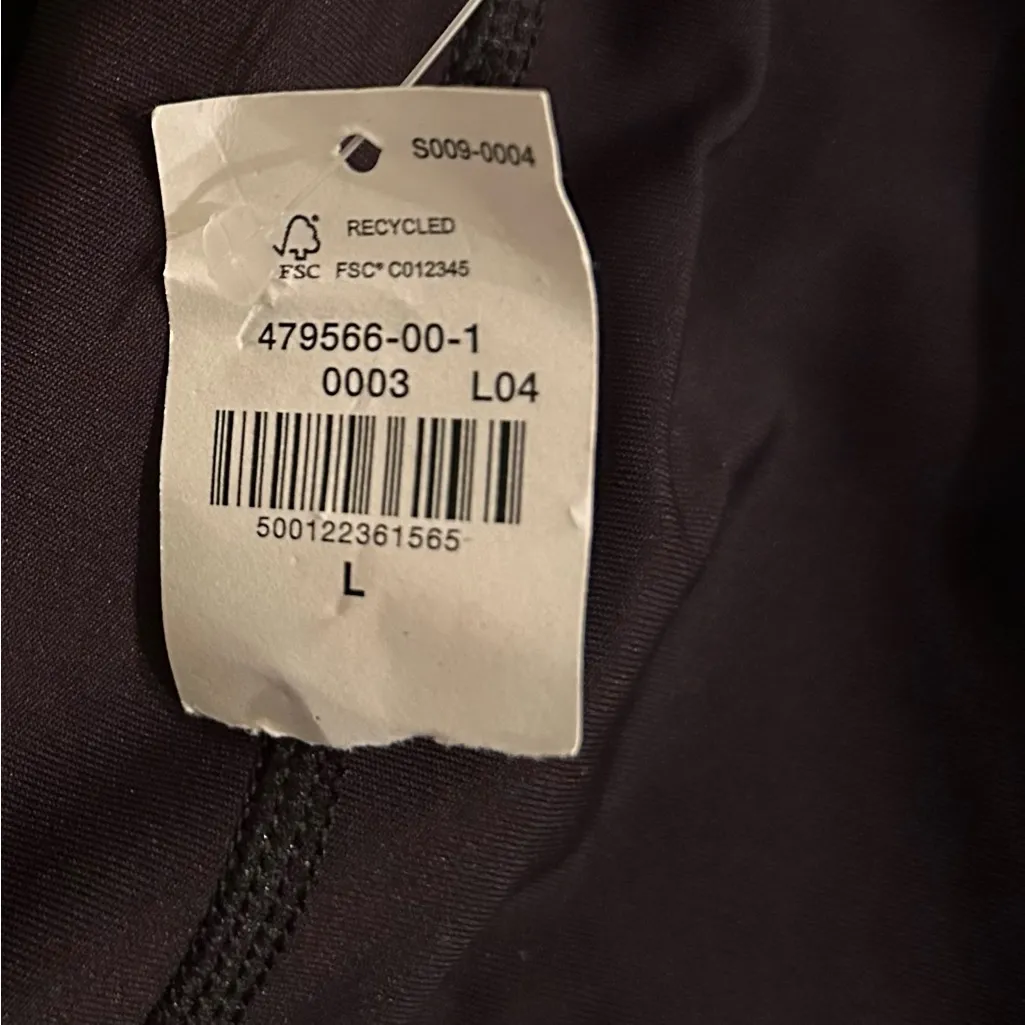 S009-0004
RECYCLED
FSC FSC® C012345
479566-00-1
0003 L04
500122361565
L